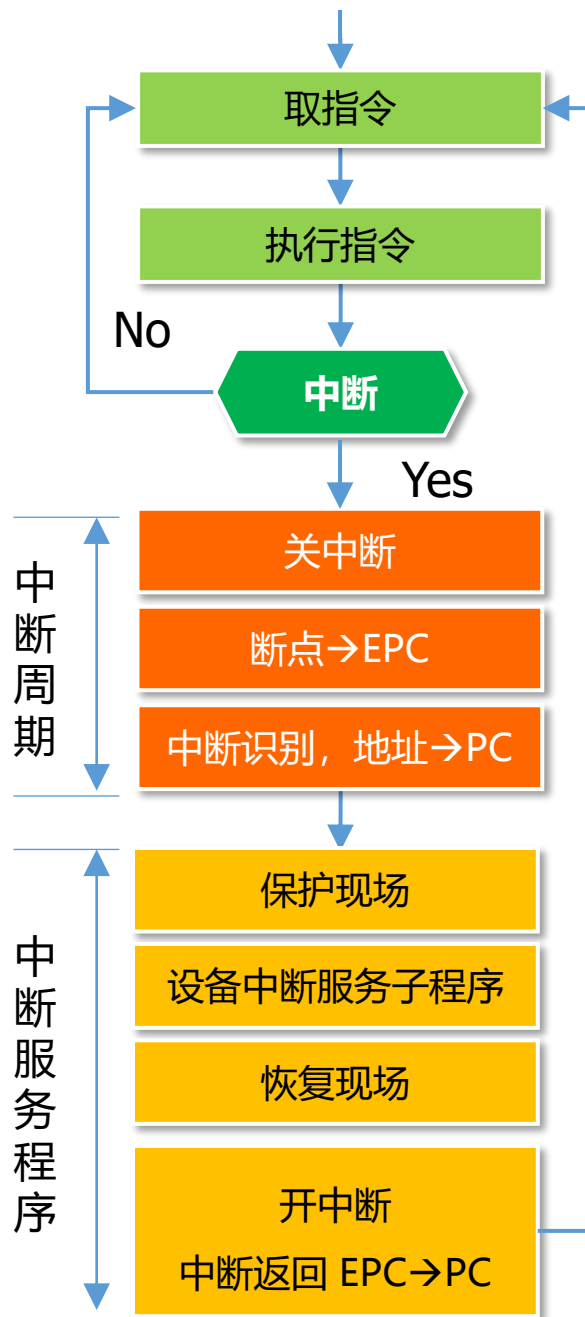 取指令
执行指令
No
中断
Yes
中断周期
关中断
断点→EPC
中断识别，地址→PC
中断服务程序
保护现场
设备中断服务子程序
恢复现场
开中断
中断返回 EPC→PC